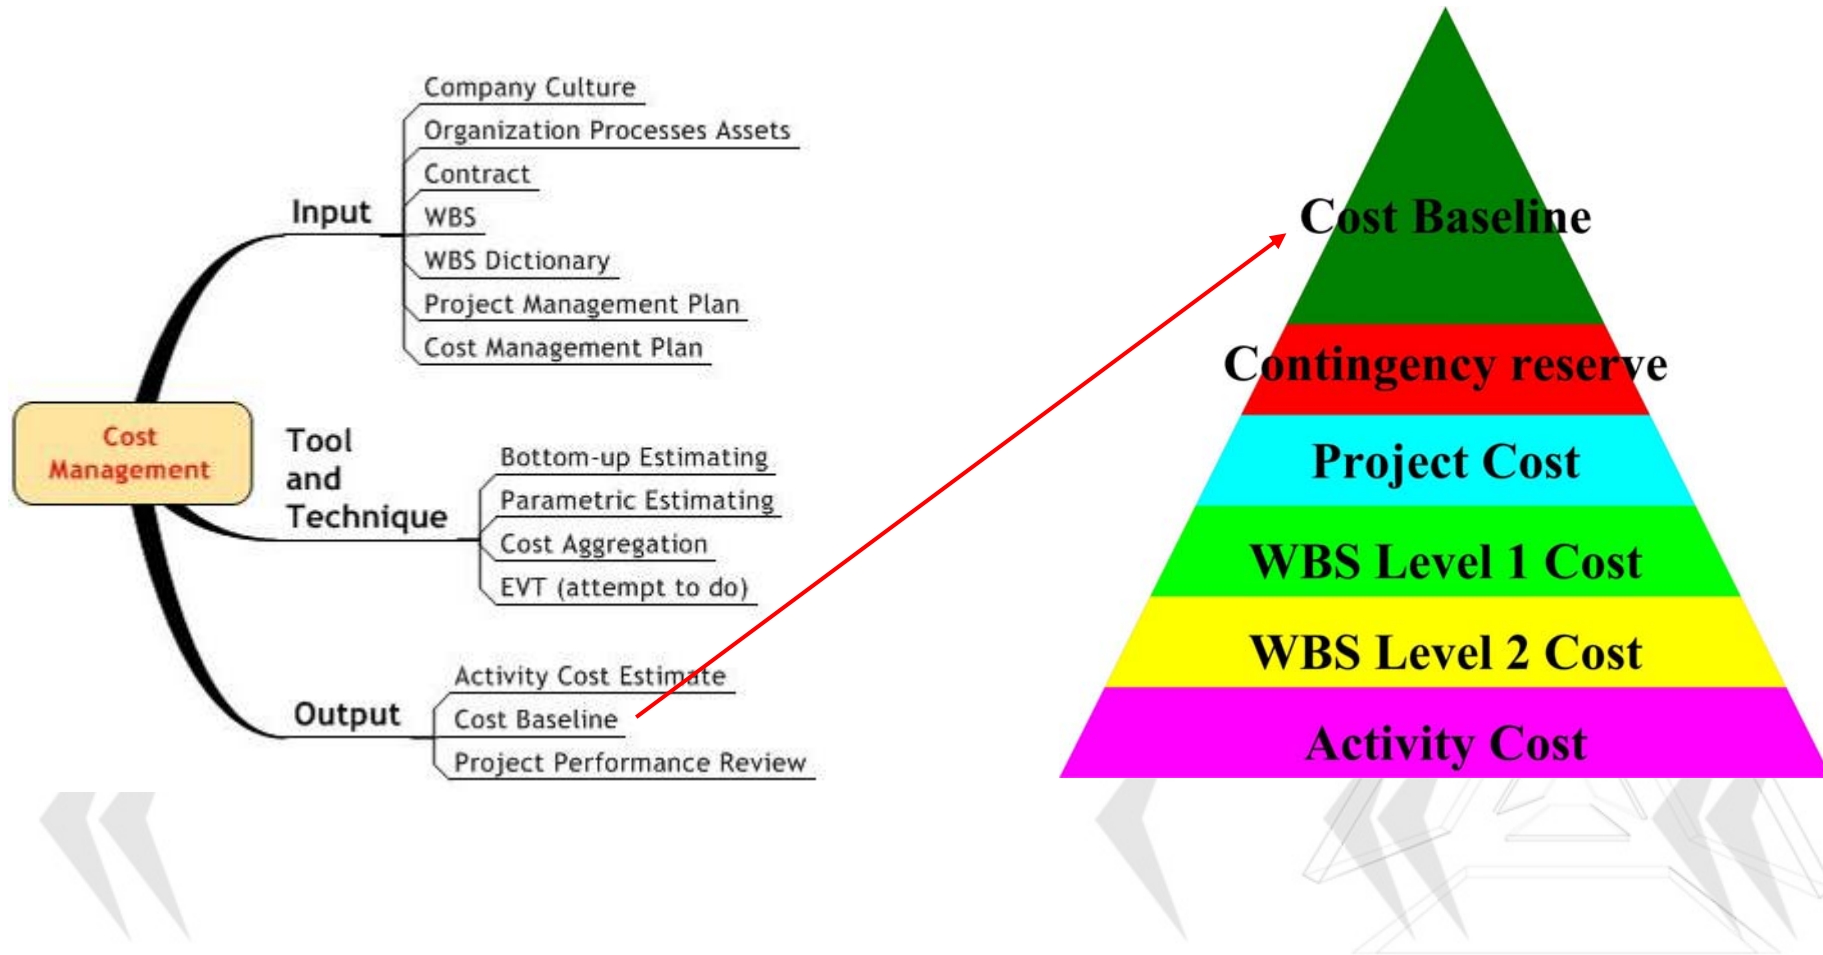 Cost
Management
Input
Company Culture
Organization Processes Assets
Contract
WBS
WBS Dictionary
Project Management Plan
Cost Management Plan
Tool
and
Technique
Bottom-up Estimating
Parametric Estimating
Cost Aggregation
EVT (attempt to do)
Output
Activity Cost Estimate
Cost Baseline
Project Performance Review
Cost Baseline
Contingency reserve
Project Cost
WBS Level 1 Cost
WBS Level 2 Cost
Activity Cost